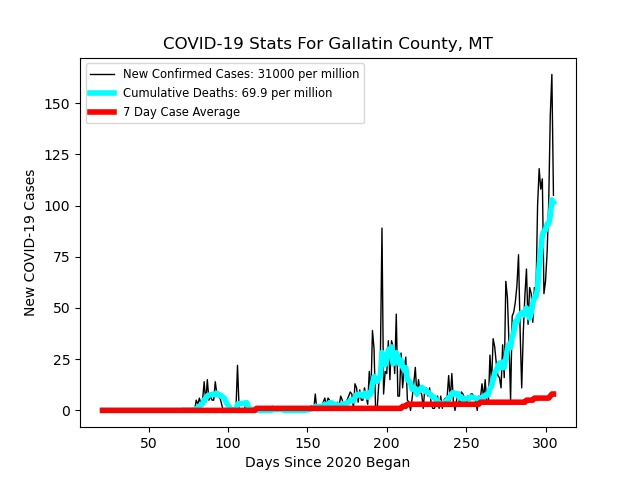 COVID-19 Stats For Gallatin County, MT
New Confirmed Cases: 31000 per million
Cumulative Deaths: 69.9 per million
7 Day Case Average
New COVID-19 Cases
150
125
100
75
50
25
0
50 100 150 200 250 300
Days Since 2020 Began